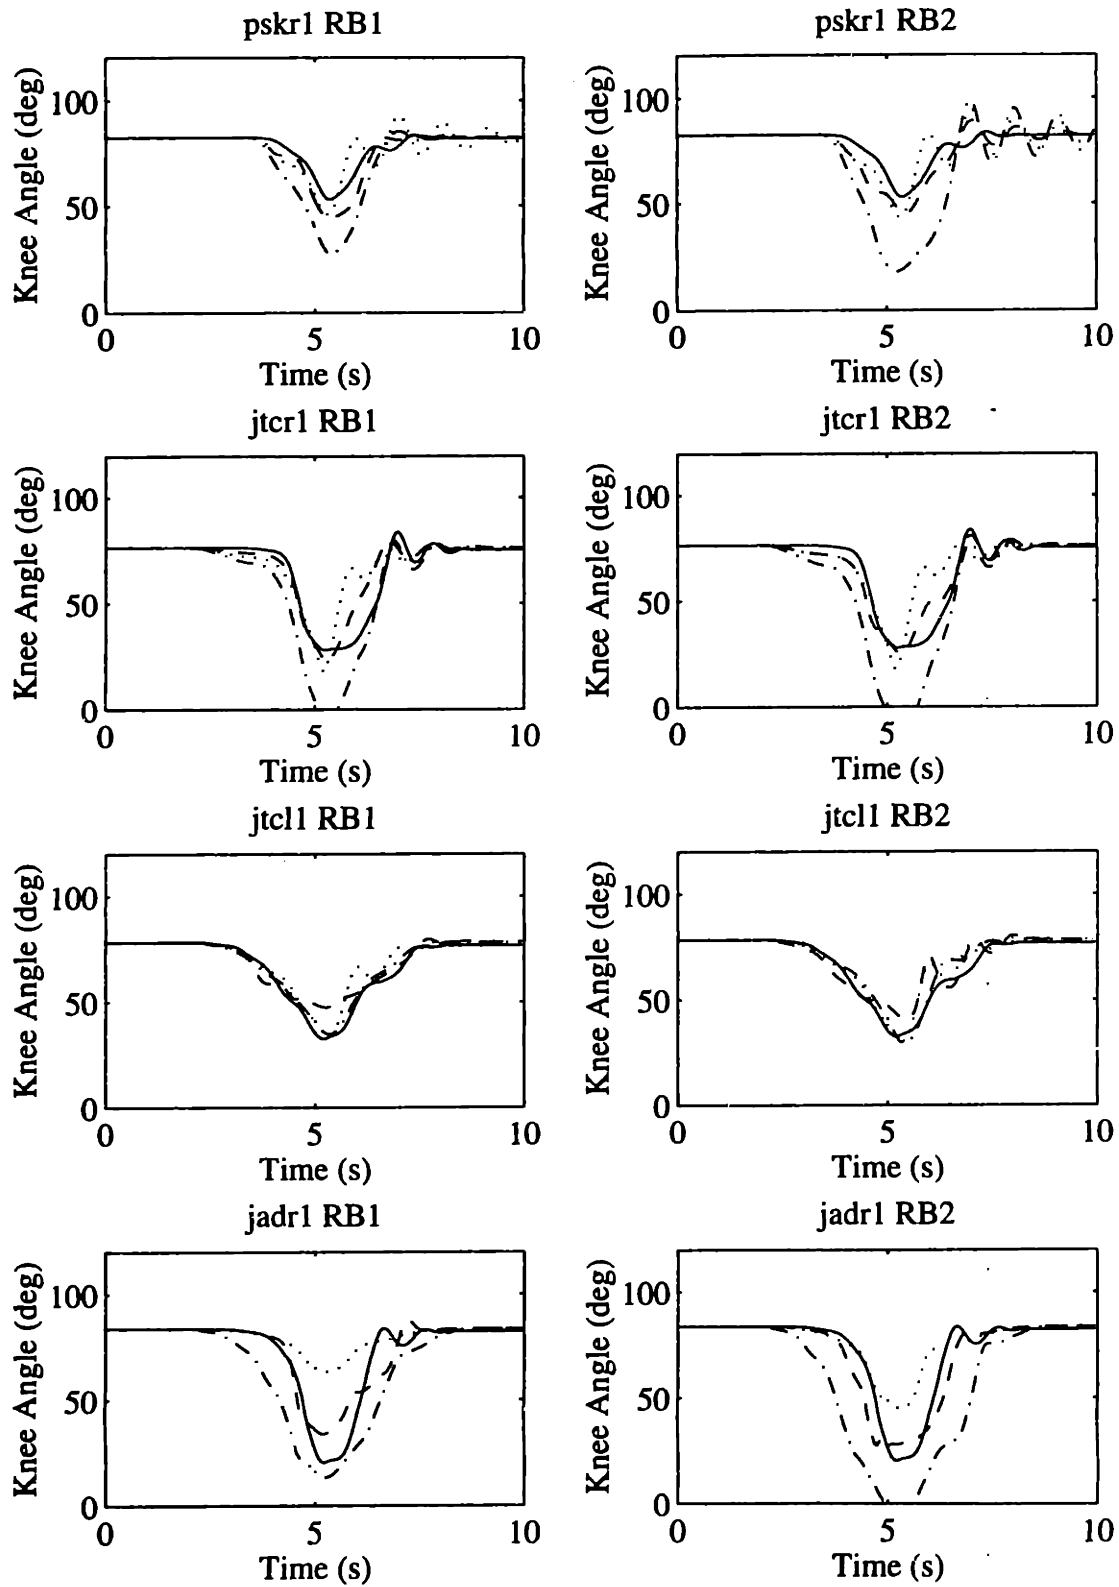 pskr1 RB1
pskr1 RB2
Knee Angle (deg)
100
50
0
0
5
10
Time (s)
Knee Angle (deg)
100
50
0
0
5
10
Time (s)
jtcr1 RB1
jtcr1 RB2
Knee Angle (deg)
100
50
0
0
5
10
Time (s)
Knee Angle (deg)
100
50
0
0
5
10
Time (s)
jtcl1 RB1
jtcl1 RB2
Knee Angle (deg)
100
50
0
0
5
10
Time (s)
Knee Angle (deg)
100
50
0
0
5
10
Time (s)
jadr1 RB1
jadr1 RB2
Knee Angle (deg)
100
50
0
0
5
10
Time (s)
Knee Angle (deg)
100
50
0
0
5
10
Time (s)